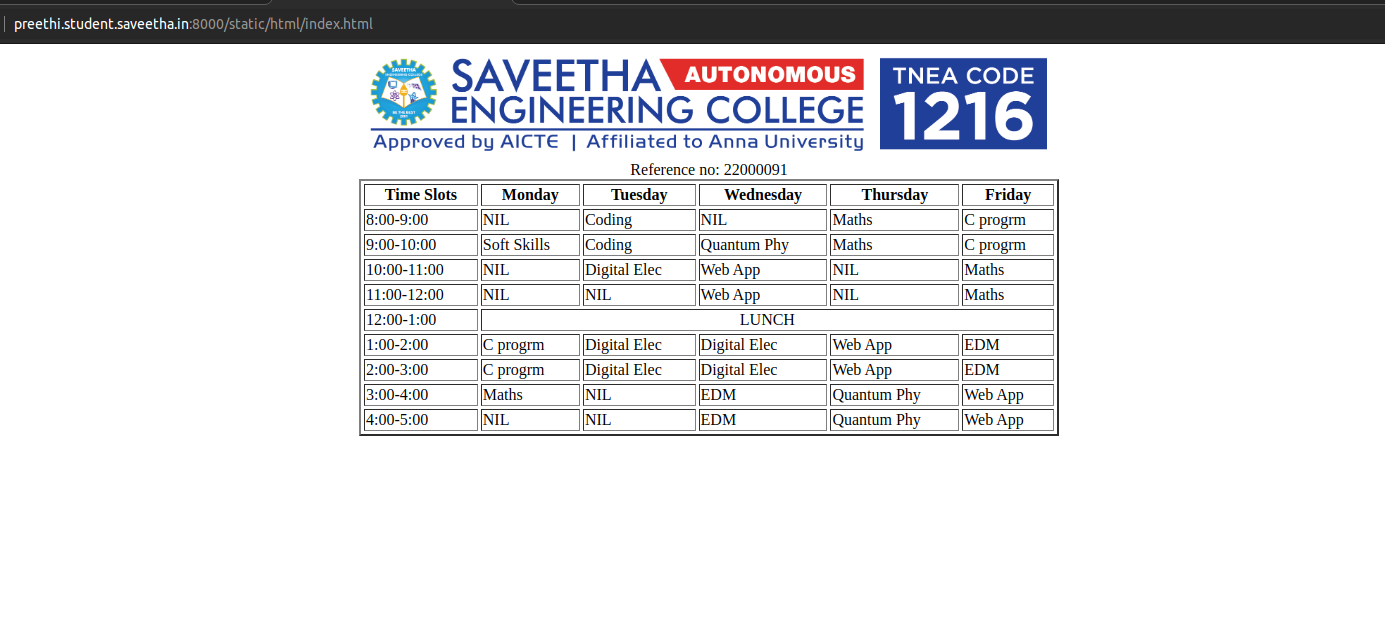 preethi.student.saveetha.in:8000/static/html/index.html
SAVEETHA AUTONOMOUS
ENGINEERING COLLEGE
Approved by AICTE | Affiliated to Anna University
TNEA CODE
1216
Reference no: 22000091
Time Slots Monday Tuesday Wednesday Thursday Friday
8:00-9:00 NIL Coding NIL Maths C progrm
9:00-10:00 Soft Skills Coding Quantum Phy Maths C progrm
10:00-11:00 NIL Digital Elec Web App NIL Maths
11:00-12:00 NIL NIL Web App NIL Maths
12:00-1:00 LUNCH
1:00-2:00 C progrm Digital Elec Digital Elec Web App EDM
2:00-3:00 C progrm Digital Elec Digital Elec Web App EDM
3:00-4:00 Maths NIL EDM Quantum Phy Web App
4:00-5:00 NIL NIL EDM Quantum Phy Web App